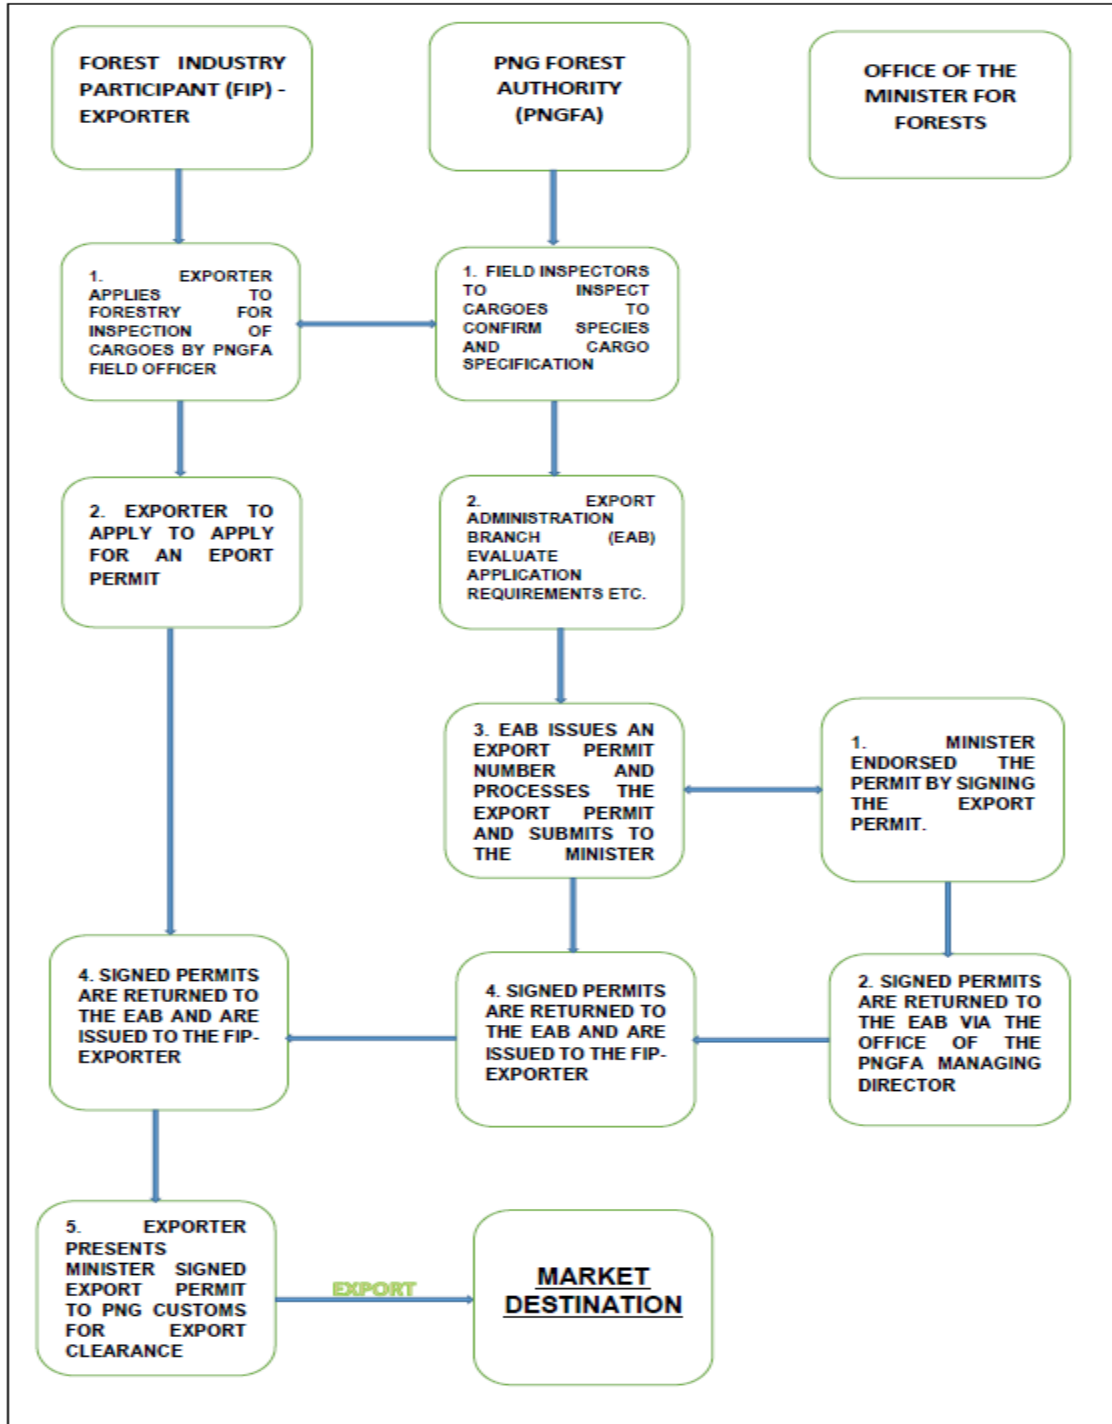 FOREST INDUSTRY
PARTICIPANT (FIP) -
EXPORTER
PNG FOREST
AUTHORITY
(PNGFA)
OFFICE OF THE
MINISTER FOR
FORESTS
1. EXPORTER
APPLIES TO
FORESTRY FOR
INSPECTION OF
CARGOES BY PNGFA
FIELD OFFICER
1. FIELD INSPECTORS
TO INSPECT
CARGOES TO
CONFIRM SPECIES
AND CARGO
SPECIFICATION
2. EXPORTER TO
APPLY TO APPLY
FOR AN EPORT
PERMIT
2. EXPORT
ADMINISTRATION
BRANCH (EAB)
EVALUATE
APPLICATION
REQUIREMENTS ETC.
3. EAB ISSUES AN
EXPORT PERMIT
NUMBER AND
PROCESSES THE
EXPORT PERMIT
AND SUBMITS TO
THE MINISTER
1. MINISTER
ENDORSED THE
PERMIT BY SIGNING
THE EXPORT
PERMIT.
4. SIGNED PERMITS
ARE RETURNED TO
THE EAB AND ARE
ISSUED TO THE FIP-
EXPORTER
4. SIGNED PERMITS
ARE RETURNED TO
THE EAB AND ARE
ISSUED TO THE FIP-
EXPORTER
2. SIGNED PERMITS
ARE RETURNED TO
THE EAB VIA THE
OFFICE OF THE
PNGFA MANAGING
DIRECTOR
5. EXPORTER
PRESENTS
MINISTER SIGNED
EXPORT PERMIT
TO PNG CUSTOMS
FOR EXPORT
CLEARANCE
EXPORT
MARKET
DESTINATION